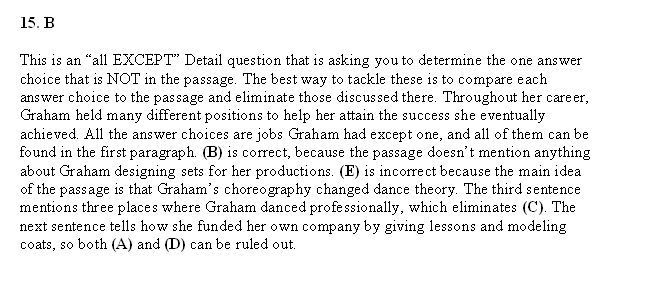 15. B
This is an “all EXCEPT” Detail question that is asking you to determine the one answer
choice that is NOT in the passage. The best way to tackle these is to compare each
answer choice to the passage and eliminate those discussed there. Throughout her career,
Graham held many different positions to help her attain the success she eventually
achieved. All the answer choices are jobs Graham had except one, and all of them can be
found in the first paragraph. (B) is correct, because the passage doesn’t mention anything
about Graham designing sets for her productions. (E) is incorrect because the main idea
of the passage is that Graham’s choreography changed dance theory. The third sentence
mentions three places where Graham danced professionally, which eliminates (C). The
next sentence tells how she funded her own company by giving lessons and modeling
coats, so both (A) and (D) can be ruled out.